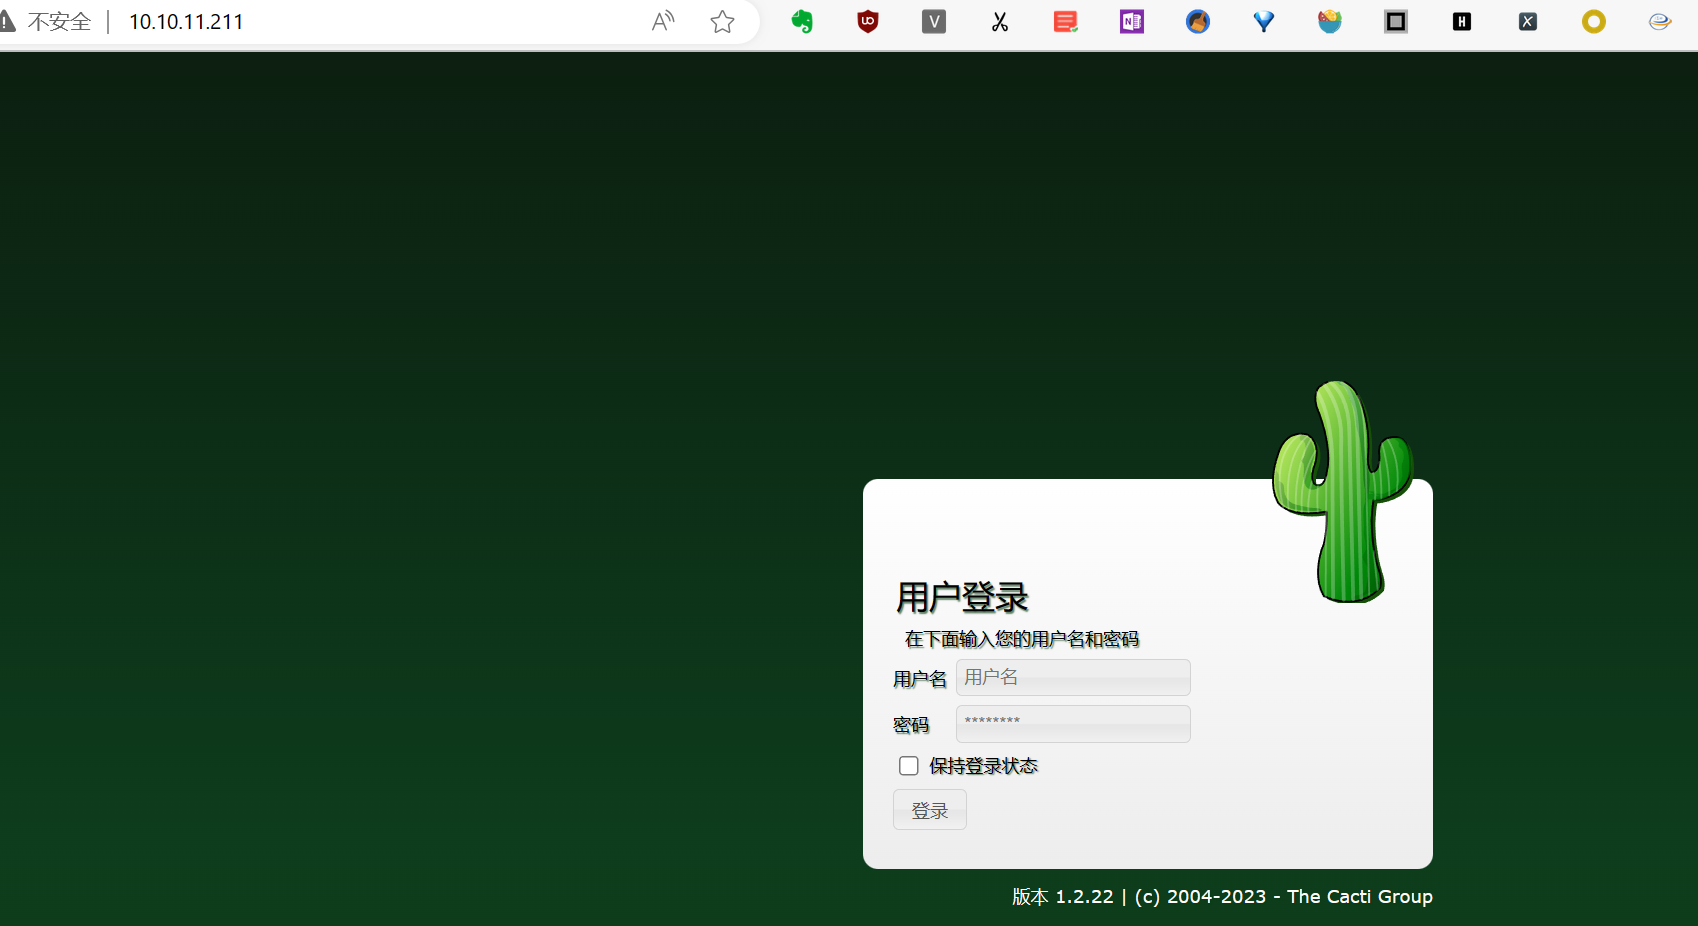 不安全 | 10.10.11.211
用户登录
在下面输入您的用户名和密码
用户名 用户名
密码 ********
保持登录状态
登录
版本 1.2.22 | (c) 2004-2023 - The Cacti Group